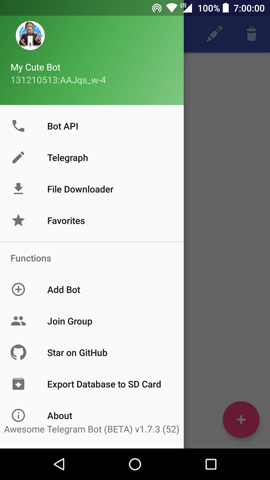 100% 7:00:00
My Cute Bot
131210513:AAJqs_w-4
Bot API
Telegraph
File Downloader
Favorites
Functions
Add Bot
Join Group
Star on GitHub
Export Database to SD Card
About
Awesome Telegram Bot (BETA) v1.7.3 (52)